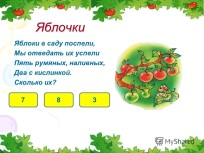 Яблочки
Яблоки в саду поспели,
Мы отведать их успели
Пять румяных, наливных,
Два с кислинкой.
Сколько их?
7
8
3
MyShared